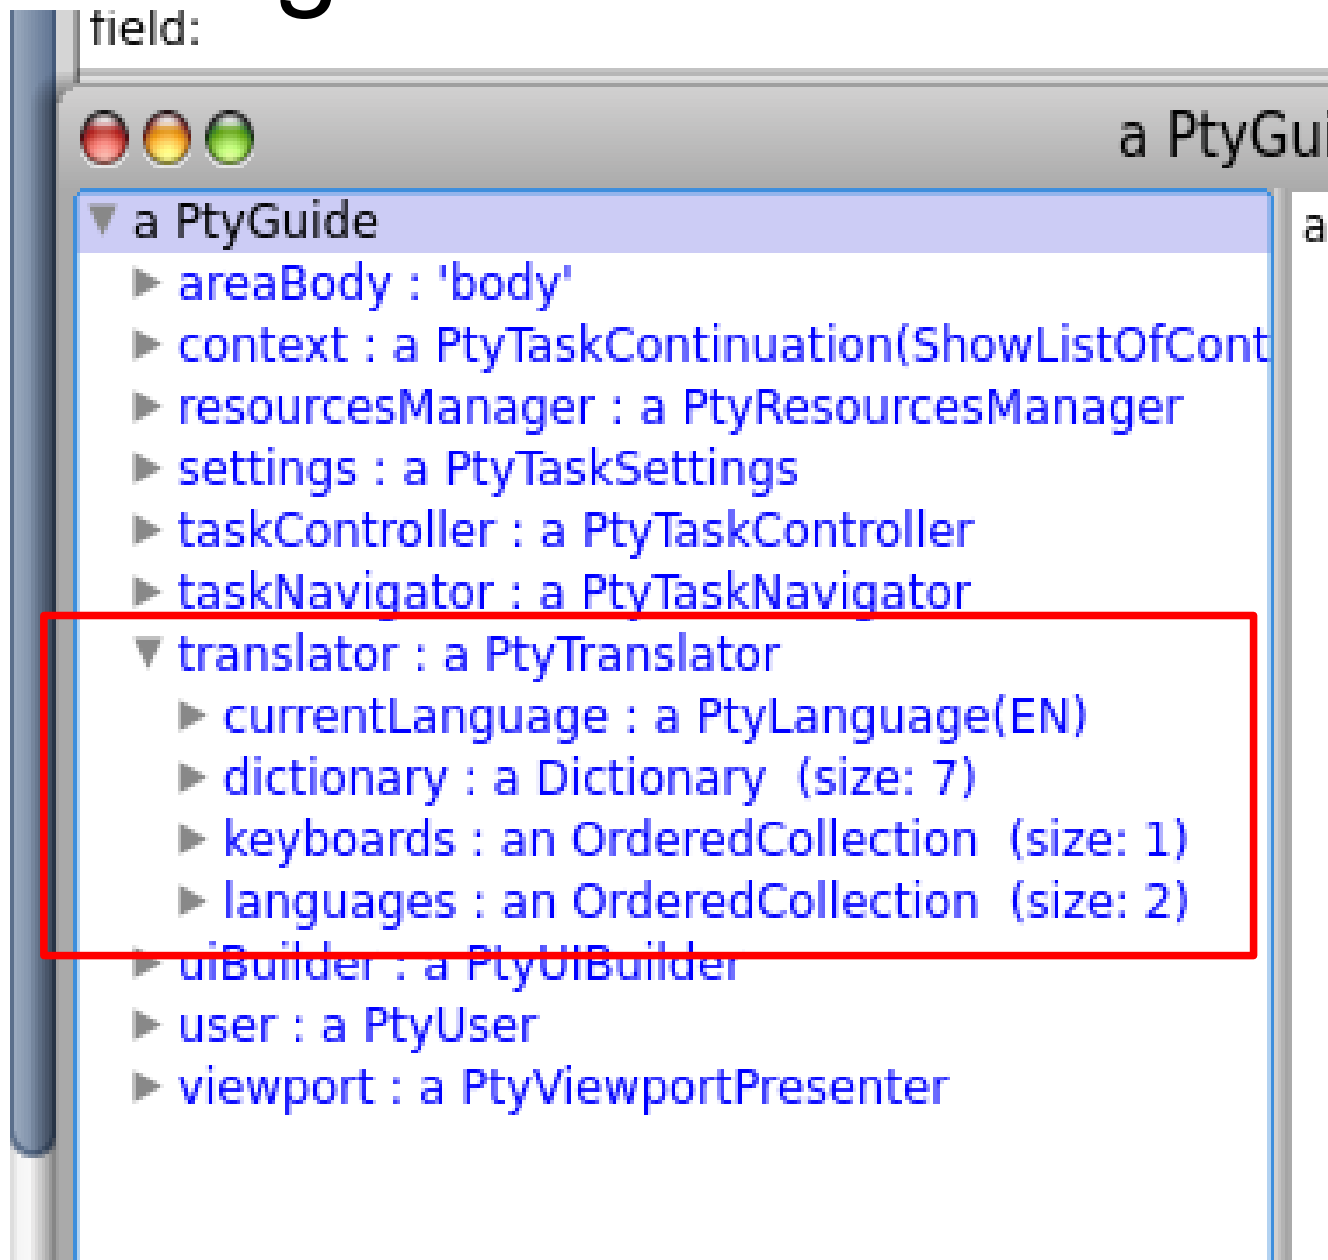 field:
a PtyGui
a PtyGuide
a
areaBody : 'body'
context : a PtyTaskContinuation(ShowListOfCont
resourcesManager : a PtyResourcesManager
settings : a PtyTaskSettings
taskController : a PtyTaskController
taskNavigator : a PtyTaskNavigator
translator : a PtyTranslator
currentLanguage : a PtyLanguage(EN)
dictionary : a Dictionary (size: 7)
keyboards : an OrderedCollection (size: 1)
languages : an OrderedCollection (size: 2)
uiBuilder : a PtyUIBuilder
user : a PtyUser
viewport : a PtyViewportPresenter